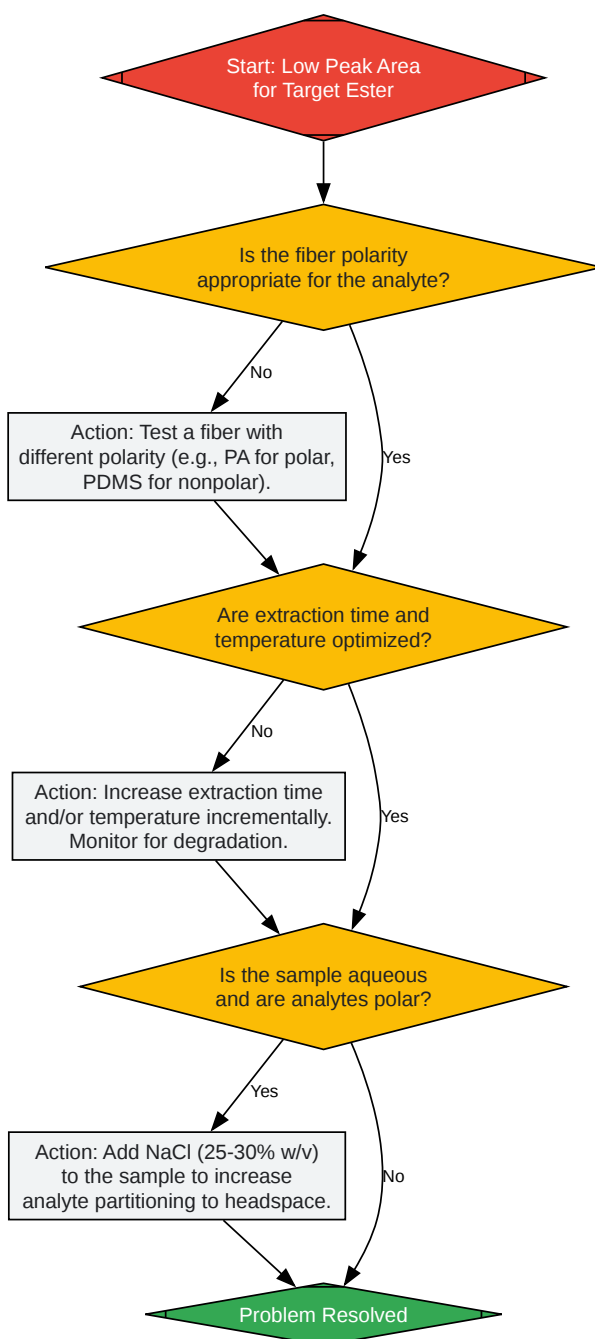 Start: Low Peak Area
for Target Ester
Is the fiber polarity
appropriate for the analyte?
No
Action: Test a fiber with
different polarity (e.g., PA for polar,
PDMS for nonpolar).
Yes
Are extraction time and
temperature optimized?
No
Action: Increase extraction time
and/or temperature incrementally.
Monitor for degradation.
Yes
Is the sample aqueous
and are analytes polar?
Yes
Action: Add NaCl (25-30% w/v)
to the sample to increase
analyte partitioning to headspace.
No
Problem Resolved